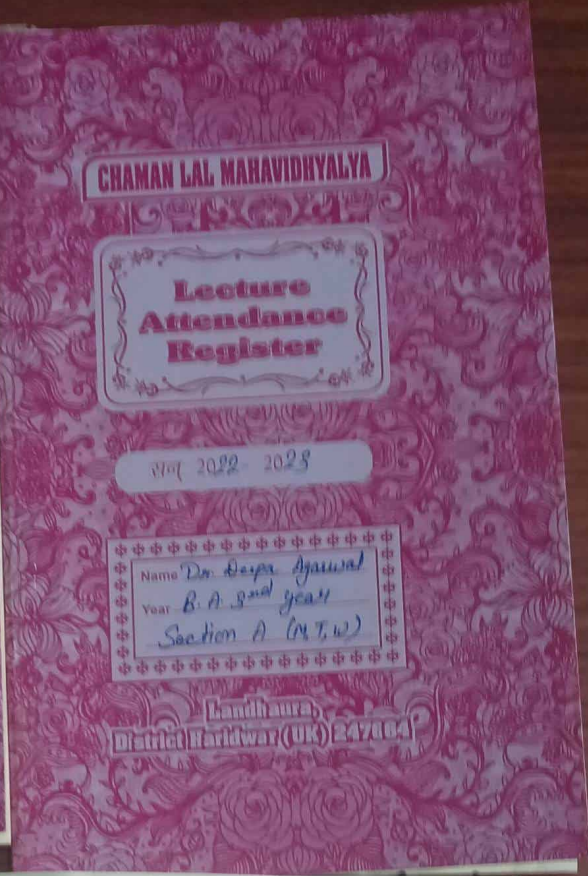 CHAMAN LAL MAHAVIDHYALYA
Lecture
Attendance
Register
सन् 2022 2023
Name Dr. Deepa Agarwal
Year B.A 2nd year
Section A (M,T,W)
Landhaura,
District Haridwar (UK) 247664